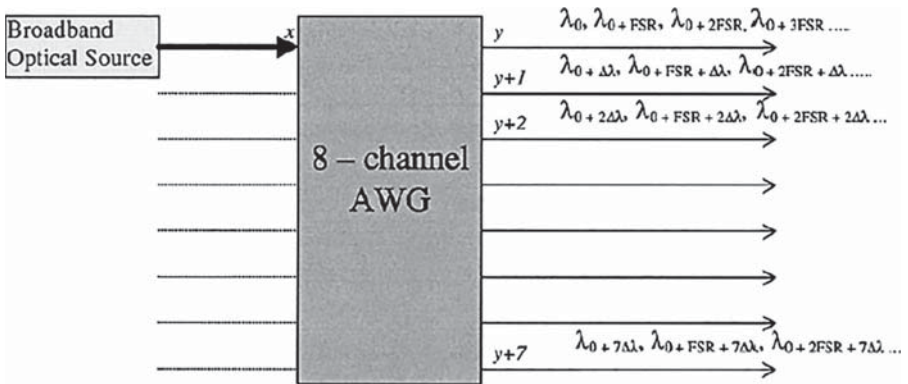 Broadband
Optical Source
x
8 – channel
AWG
y λ₀, λ₀₊FSR, λ₀₊₂FSR, λ₀₊₃FSR .....
y+1 λ₀₊Δλ, λ₀₊FSR₊Δλ, λO₊₂FSR₊Δλ .....
y+2 λ₀₊₂Δλ, λ₀₊FSR₊₂Δλ, λ₀₊₂FSR₊₂Δλ ...
y+7 λ₀₊₇Δλ, λ₀₊FSR₊₇Δλ, λO₊₂FSR₊₇Δλ ...